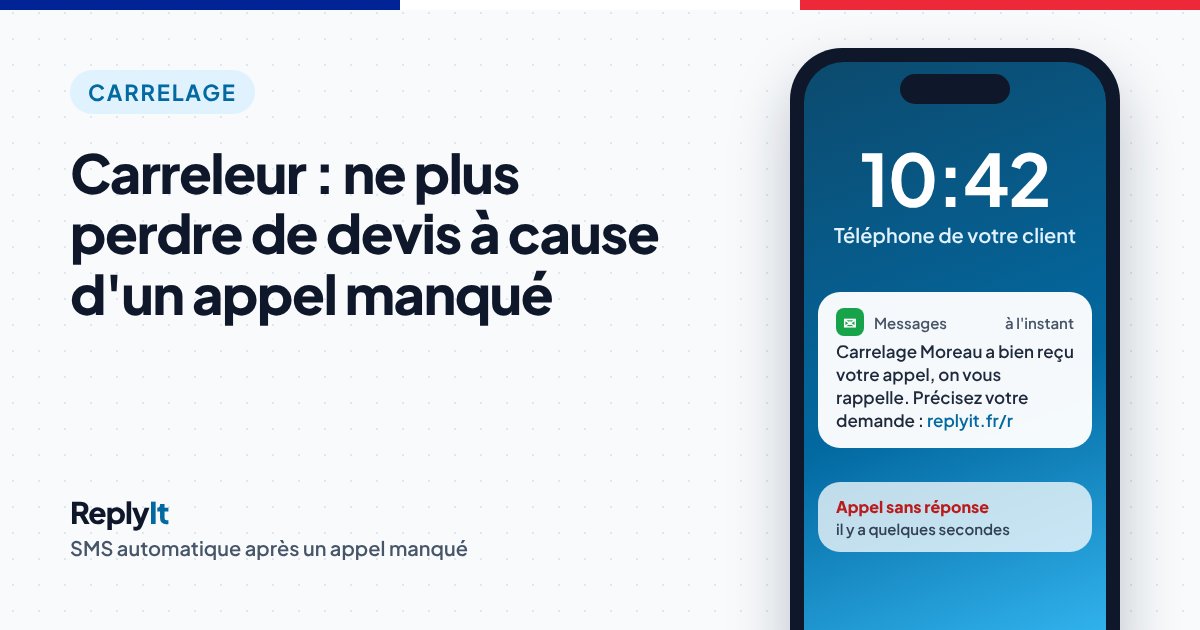 CARRELAGE
Carreleur : ne plus
perdre de devis à cause
d'un appel manqué
ReplyIt
SMS automatique après un appel manqué
10:42
Téléphone de votre client
Messages à l'instant
Carrelage Moreau a bien reçu
votre appel, on vous
rappelle. Précisez votre
demande : replyit.fr/r
Appel sans réponse
il y a quelques secondes